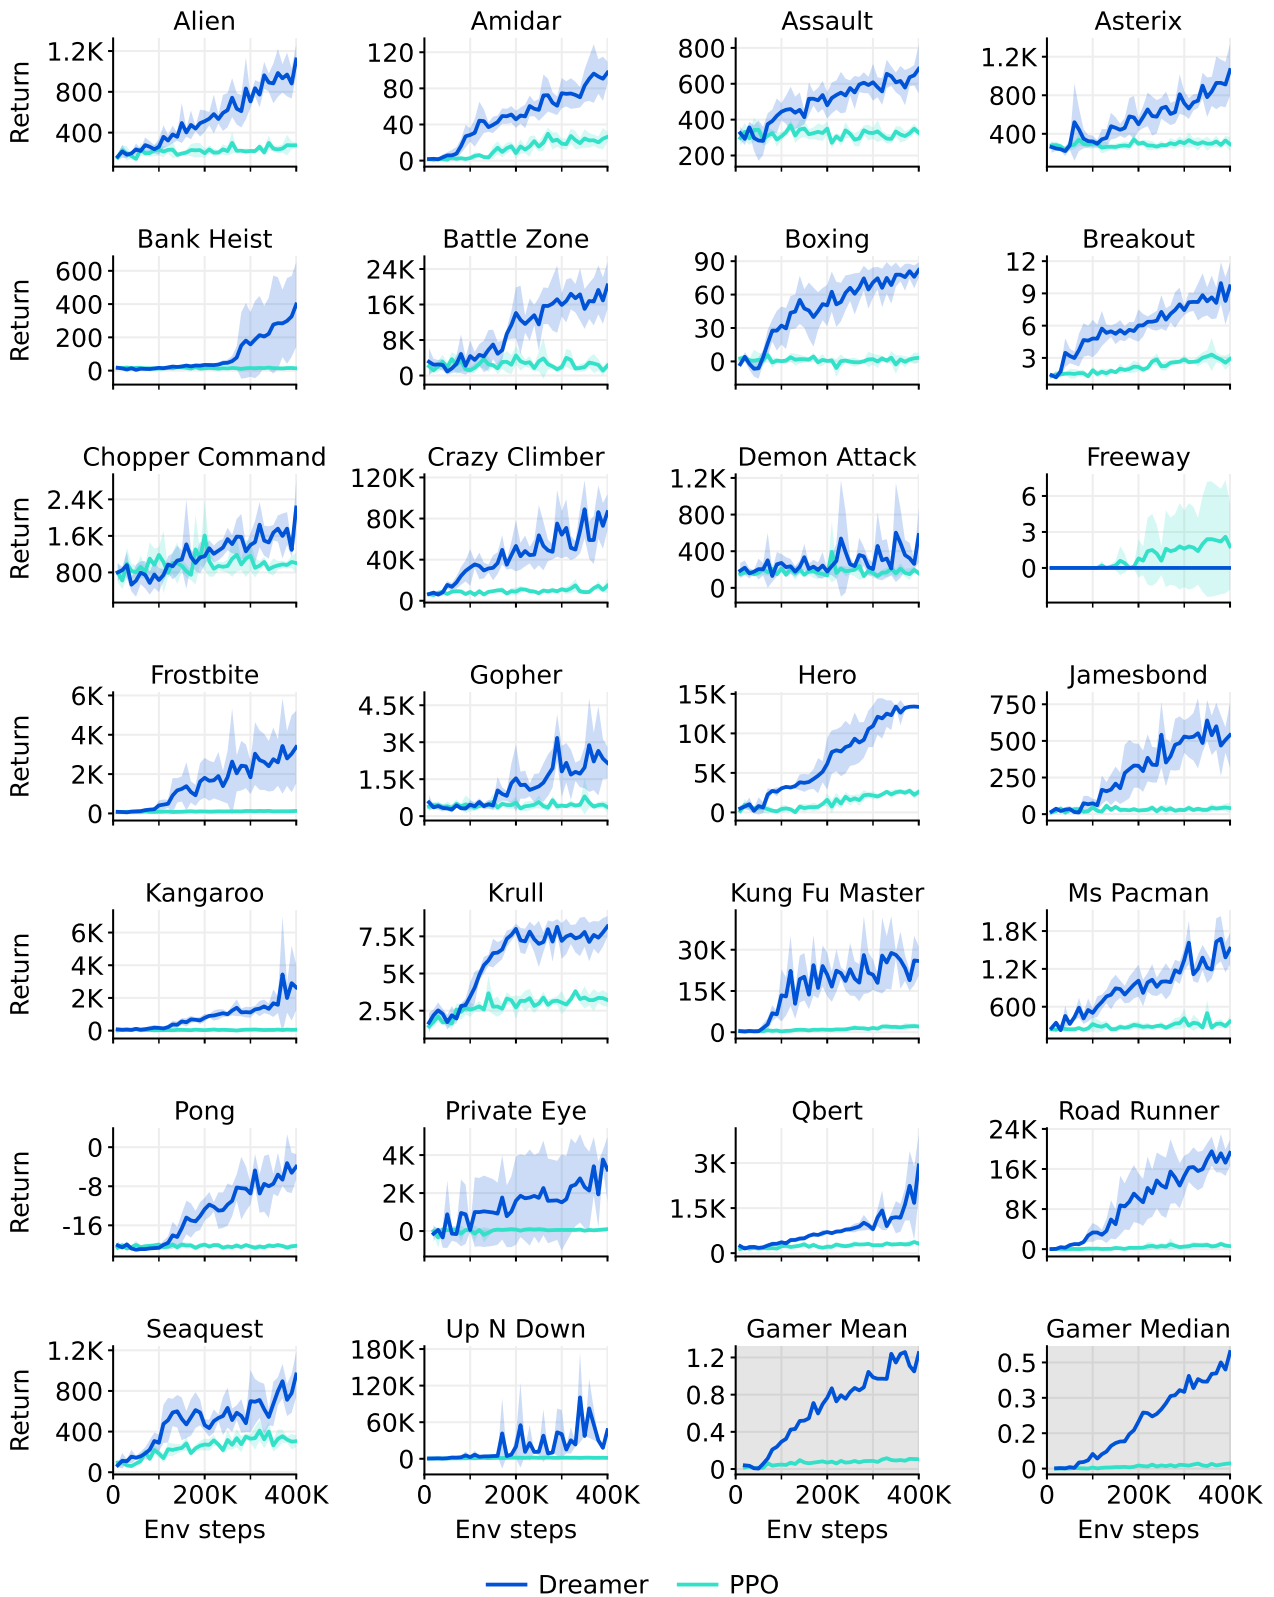 Alien Amidar Assault Asterix
Return
1.2K
800
400
120
80
40
0
800
600
400
200
1.2K
800
400
Bank Heist Battle Zone Boxing Breakout
Return
600
400
200
0
24K
16K
8K
0
90
60
30
0
12
9
6
3
Chopper Command Crazy Climber Demon Attack Freeway
Return
2.4K
1.6K
800
120K
80K
40K
0
1.2K
800
400
0
6
3
0
Frostbite Gopher Hero Jamesbond
Return
6K
4K
2K
0
4.5K
3K
1.5K
0
15K
10K
5K
0
750
500
250
0
Kangaroo Krull Kung Fu Master Ms Pacman
Return
6K
4K
2K
0
7.5K
5K
2.5K
30K
15K
0
1.8K
1.2K
600
Pong Private Eye Qbert Road Runner
Return
0
-8
-16
4K
2K
0
3K
1.5K
0
24K
16K
8K
0
Seaquest Up N Down Gamer Mean Gamer Median
Return
1.2K
800
400
0
180K
120K
60K
0
1.2
0.8
0.4
0
0.5
0.3
0.2
0
0 200K 400K 0 200K 400K 0 200K 400K 0 200K 400K
Env steps Env steps Env steps Env steps
Dreamer PPO